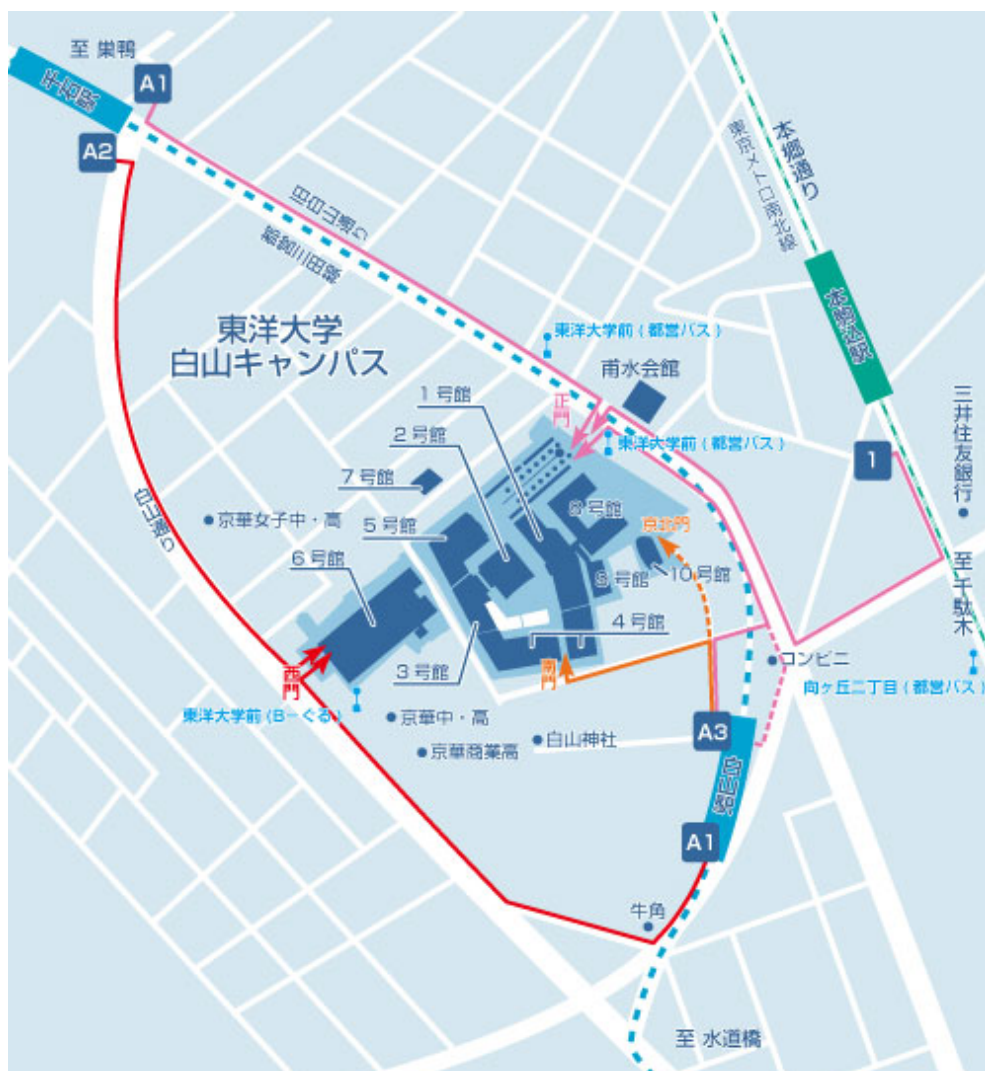 至 巣鴨
A1
千石駅
A2
本郷通り
東京メトロ南北線
旧白山通り
都営三田線
東洋大学
白山キャンパス
東洋大学前(都営バス)
本駒込駅
甫水会館
正門
1号館
2号館
東洋大学前(都営バス)
三井住友銀行
1
7号館
8号館
白山通り
京華女子中・高
5号館
京北門
6号館
9号館
10号館
至 千駄木
4号館
3号館
南門
コンビニ
西門
向ヶ丘二丁目(都営バス)
東洋大学前(B-ぐる)
京華中・高
A3
白山神社
京華商業高
白山駅
A1
牛角
至 水道橋